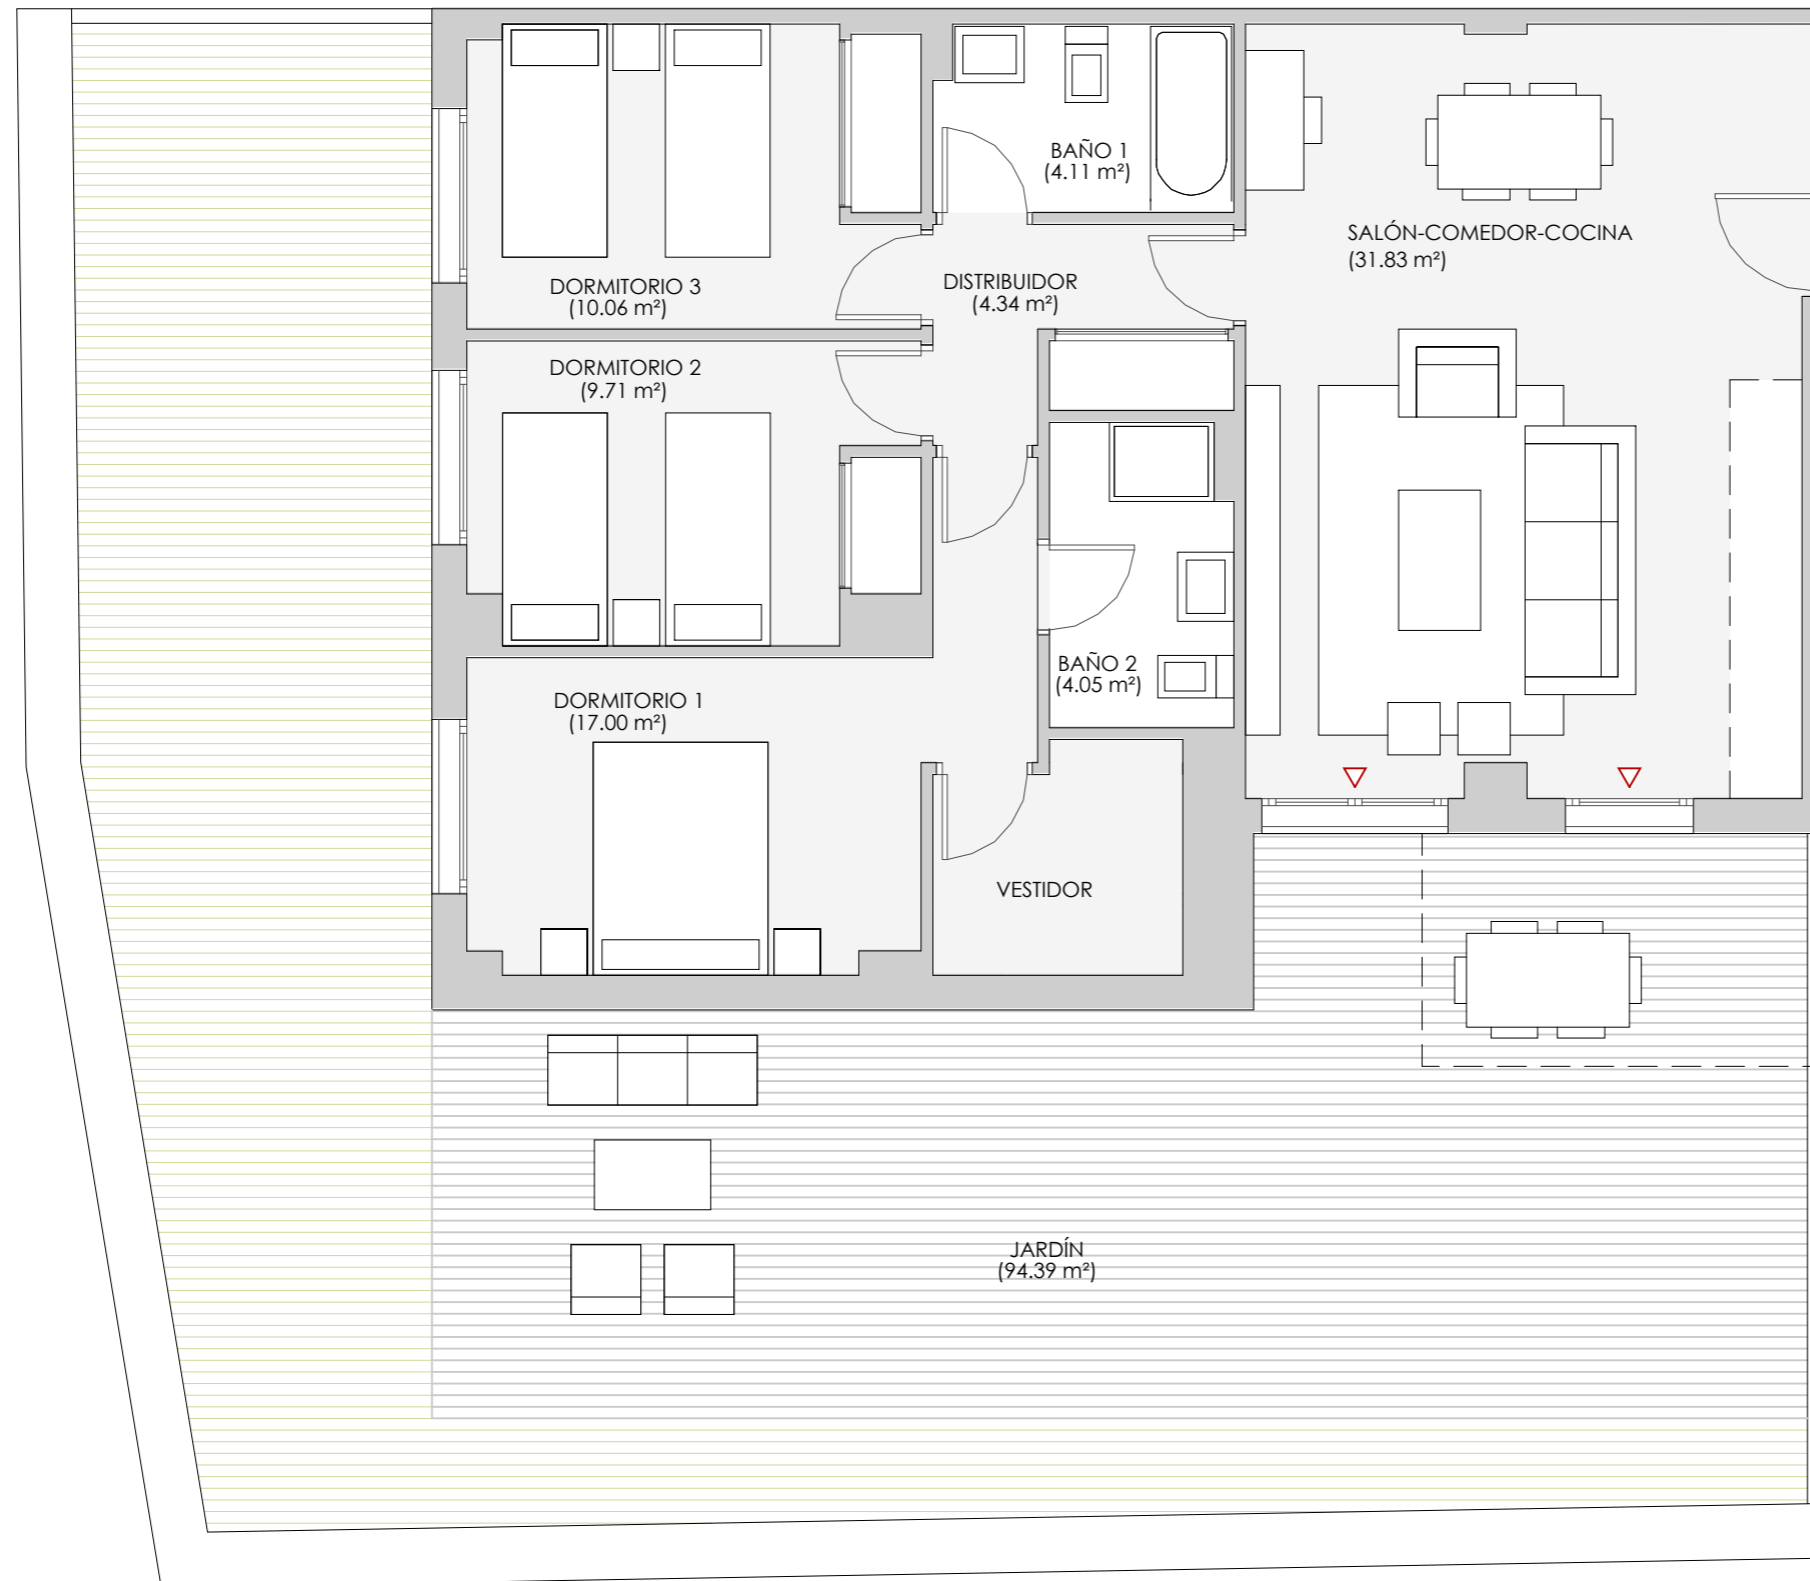 BAÑO 1
(4.11 m²)
SALÓN-COMEDOR-COCINA
(31.83 m²)
DORMITORIO 3
(10.06 m²)
DISTRIBUIDOR
(4.34 m²)
DORMITORIO 2
(9.71 m²)
BAÑO 2
(4.05 m²)
DORMITORIO 1
(17.00 m²)
VESTIDOR
JARDÍN
(94.39 m²)